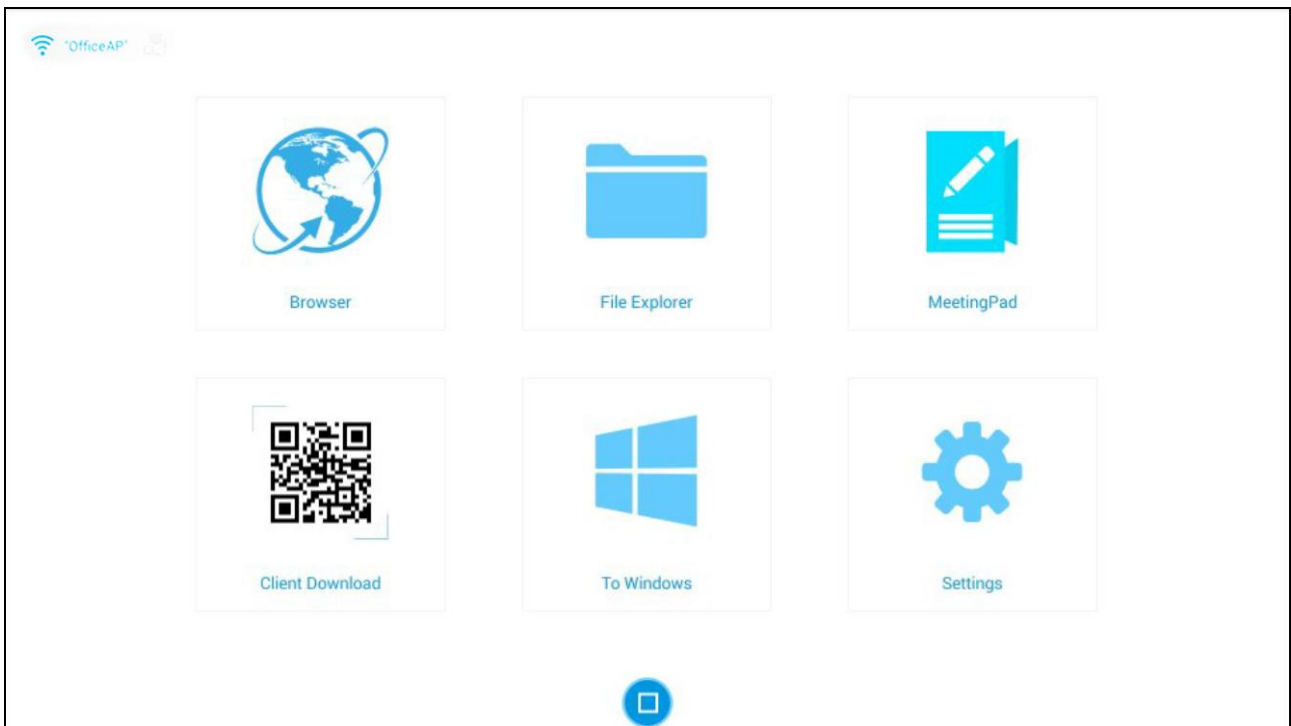 "OfficeAP"
Browser
File Explorer
MeetingPad
Client Download
To Windows
Settings